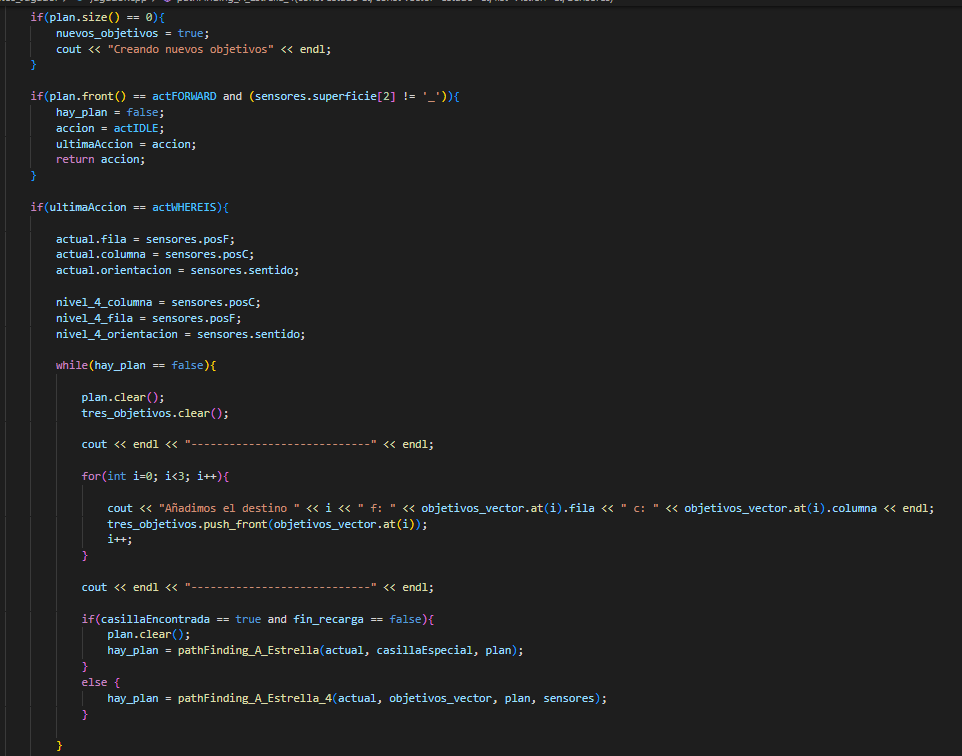 if(plan.size() == 0){
nuevos_objetivos = true;
cout << "Creando nuevos objetivos" << endl;
}
if(plan.front() == actFORWARD and (sensores.superficie[2] != '_')){
hay_plan = false;
accion = actIDLE;
ultimaAccion = accion;
return accion;
}
if(ultimaAccion == actWHEREIS){
actual.fila = sensores.posF;
actual.columna = sensores.posC;
actual.orientacion = sensores.sentido;
nivel_4_columna = sensores.posC;
nivel_4_fila = sensores.posF;
nivel_4_orientacion = sensores.sentido;
while(hay_plan == false){
plan.clear();
tres_objetivos.clear();
cout << endl << "----------------------------" << endl;
for(int i=0; i<3; i++){
cout << "Añadimos el destino " << i << " f: " << objetivos_vector.at(i).fila << " c: " << objetivos_vector.at(i).columna << endl;
tres_objetivos.push_front(objetivos_vector.at(i));
i++;
}
cout << endl << "----------------------------" << endl;
if(casillaEncontrada == true and fin_recarga == false){
plan.clear();
hay_plan = pathFinding_A_Estrella(actual, casillaEspecial, plan);
}
else {
hay_plan = pathFinding_A_Estrella_4(actual, objetivos_vector, plan, sensores);
}
}